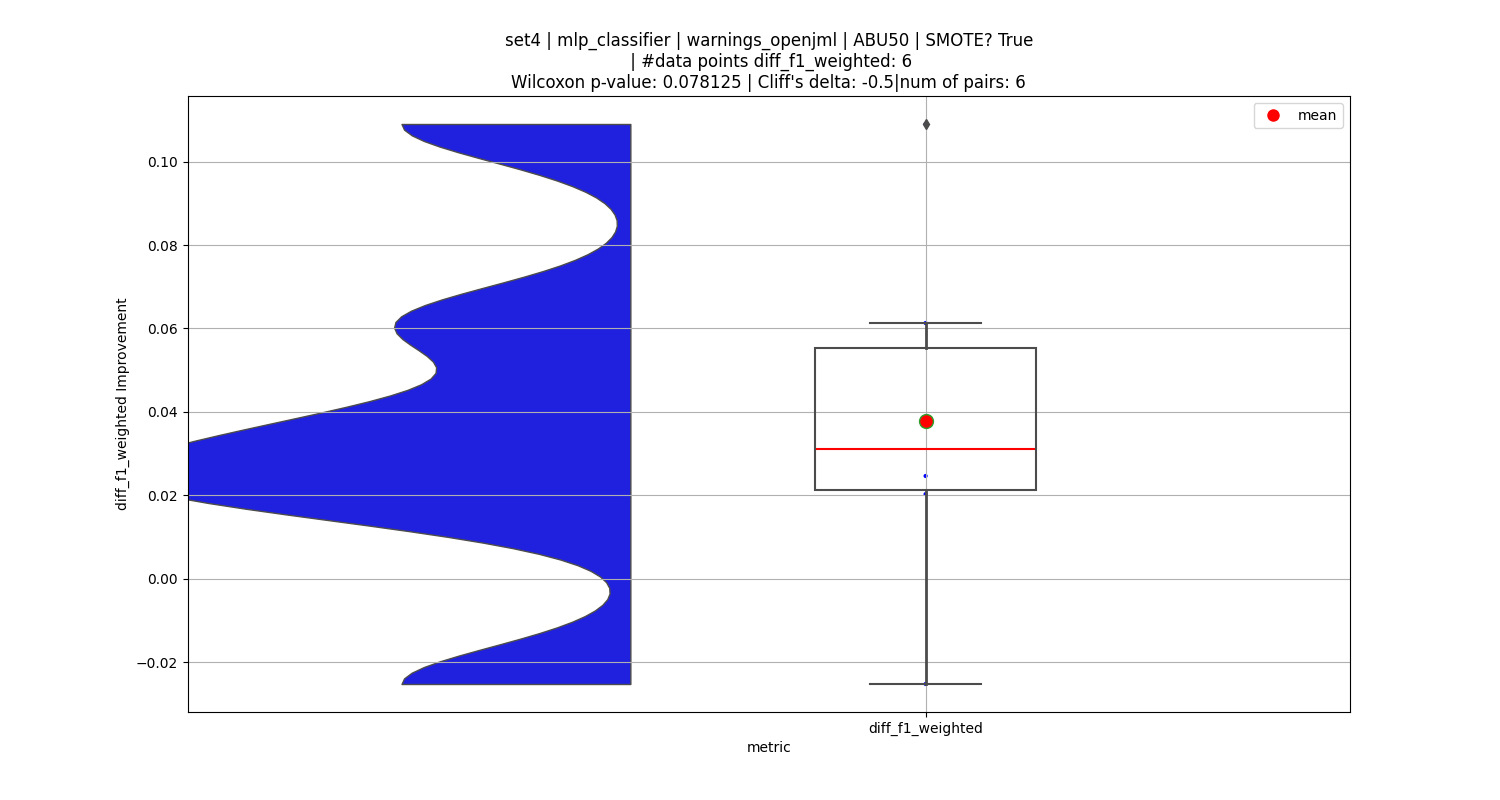 set4 | mlp_classifier | warnings_openjml | ABU50 | SMOTE? True
| #data points diff_f1_weighted: 6
Wilcoxon p-value: 0.078125 | Cliff's delta: -0.5|num of pairs: 6
mean
0.10
0.08
0.06
0.04
0.02
0.00
−0.02
diff_f1_weighted Improvement
diff_f1_weighted
metric